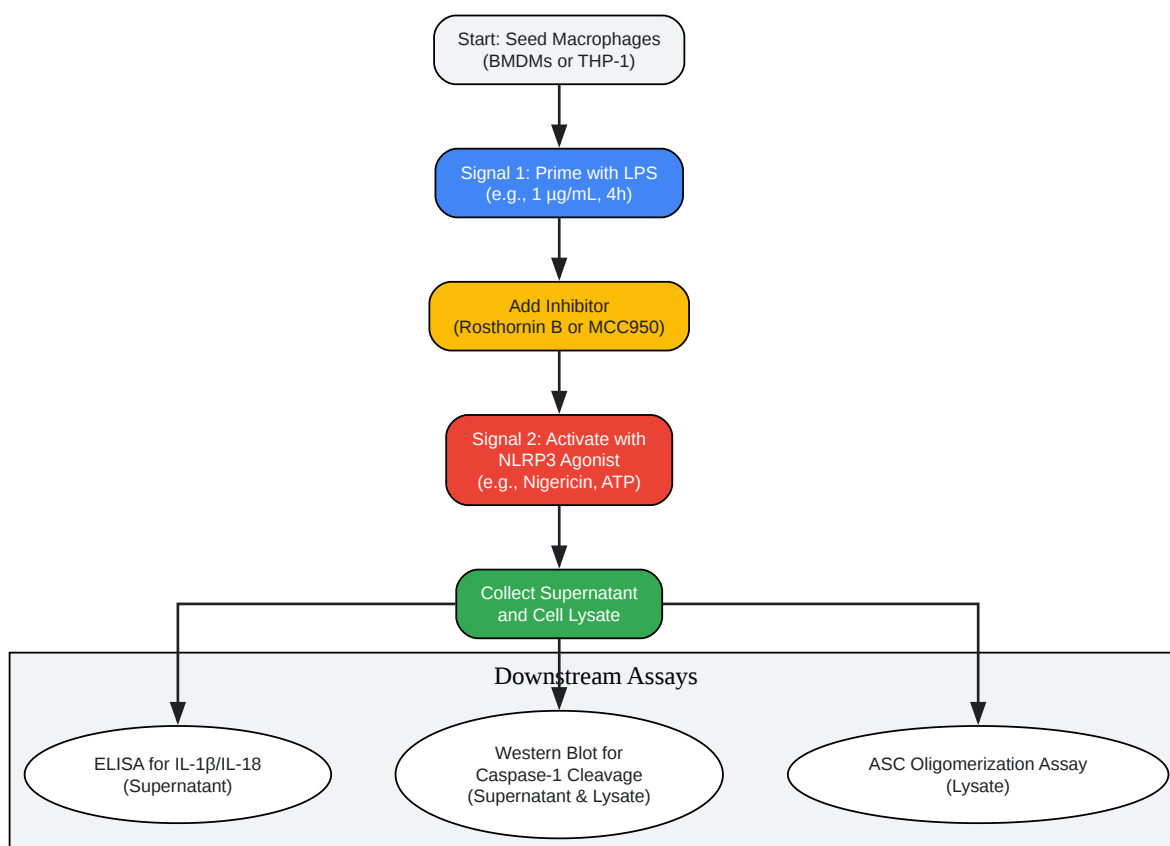 Start: Seed Macrophages
(BMDMs or THP-1)
Signal 1: Prime with LPS
(e.g., 1 µg/mL, 4h)
Add Inhibitor
(Rosthornin B or MCC950)
Signal 2: Activate with
NLRP3 Agonist
(e.g., Nigericin, ATP)
Collect Supernatant
and Cell Lysate
Downstream Assays
ELISA for IL-1β/IL-18
(Supernatant)
Western Blot for
Caspase-1 Cleavage
(Supernatant & Lysate)
ASC Oligomerization Assay
(Lysate)